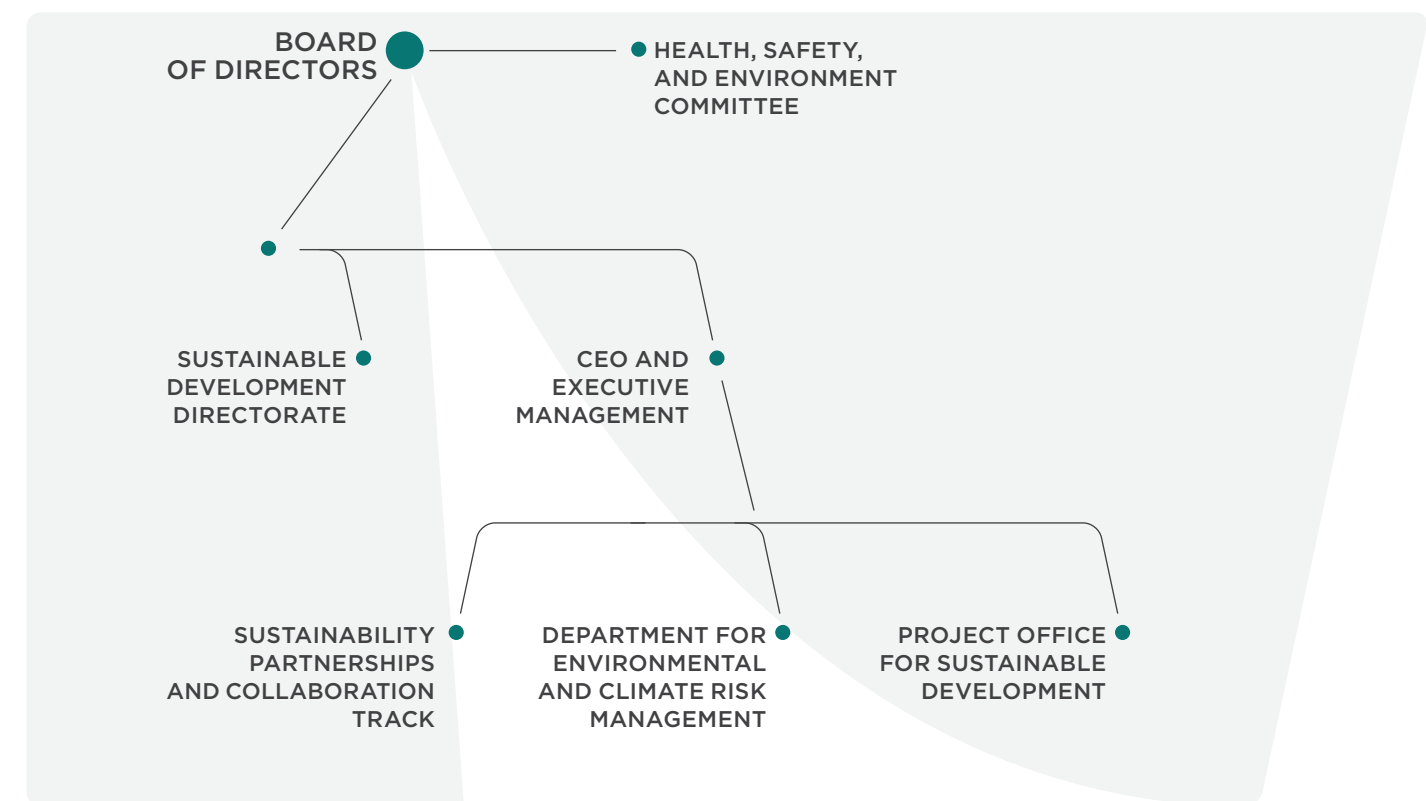 BOARD
OF DIRECTORS
HEALTH, SAFETY,
AND ENVIRONMENT
COMMITTEE
SUSTAINABLE
DEVELOPMENT
DIRECTORATE
CEO AND
EXECUTIVE
MANAGEMENT
SUSTAINABILITY
PARTNERSHIPS
AND COLLABORATION
TRACK
DEPARTMENT FOR
ENVIRONMENTAL
AND CLIMATE RISK
MANAGEMENT
PROJECT OFFICE
FOR SUSTAINABLE
DEVELOPMENT